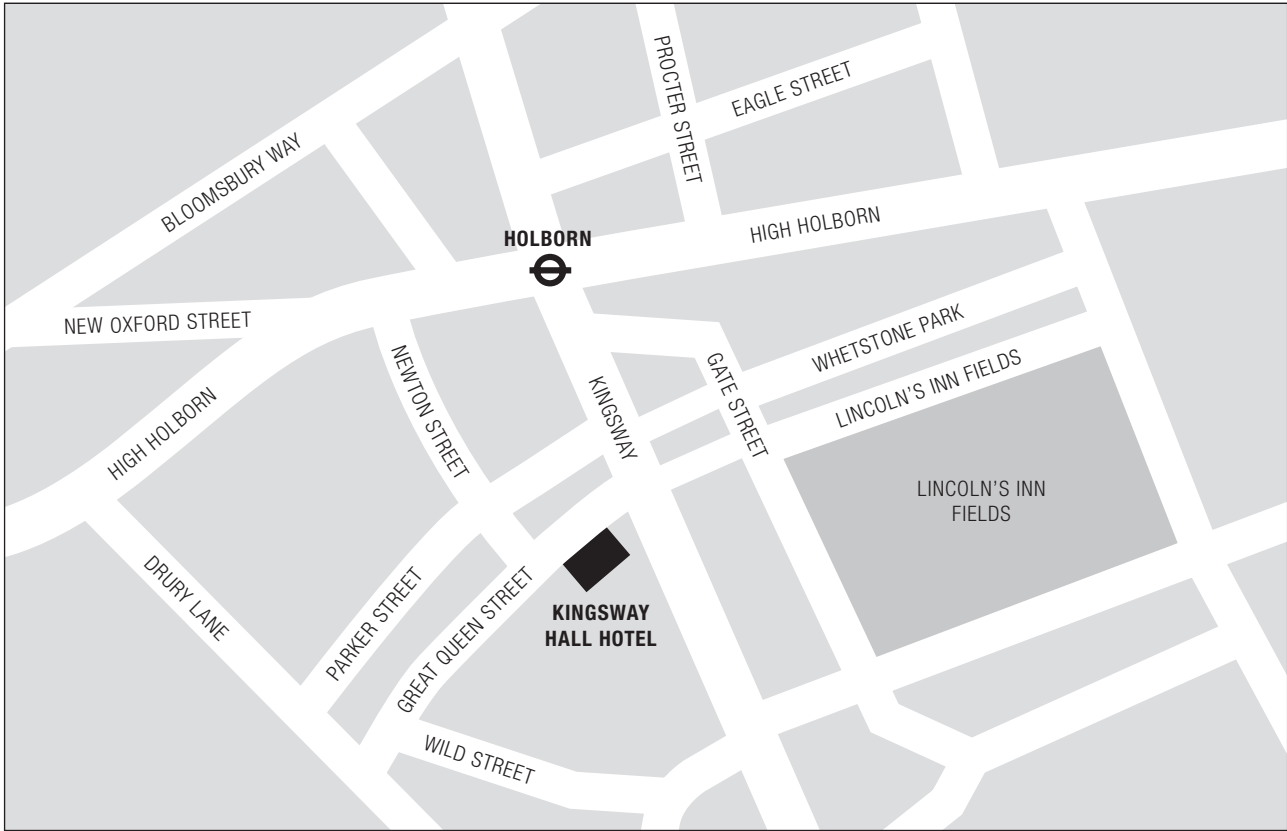 PROCTER STREET
EAGLE STREET
BLOOMSBURY WAY
HIGH HOLBORN
HOLBORN
NEW OXFORD STREET
WHETSTONE PARK
NEWTON STREET
GATE STREET
LINCOLN'S INN FIELDS
KINGSWAY
HIGH HOLBORN
LINCOLN'S INN
FIELDS
DRURY LANE
PARKER STREET
GREAT QUEEN STREET
KINGSWAY
HALL HOTEL
WILD STREET